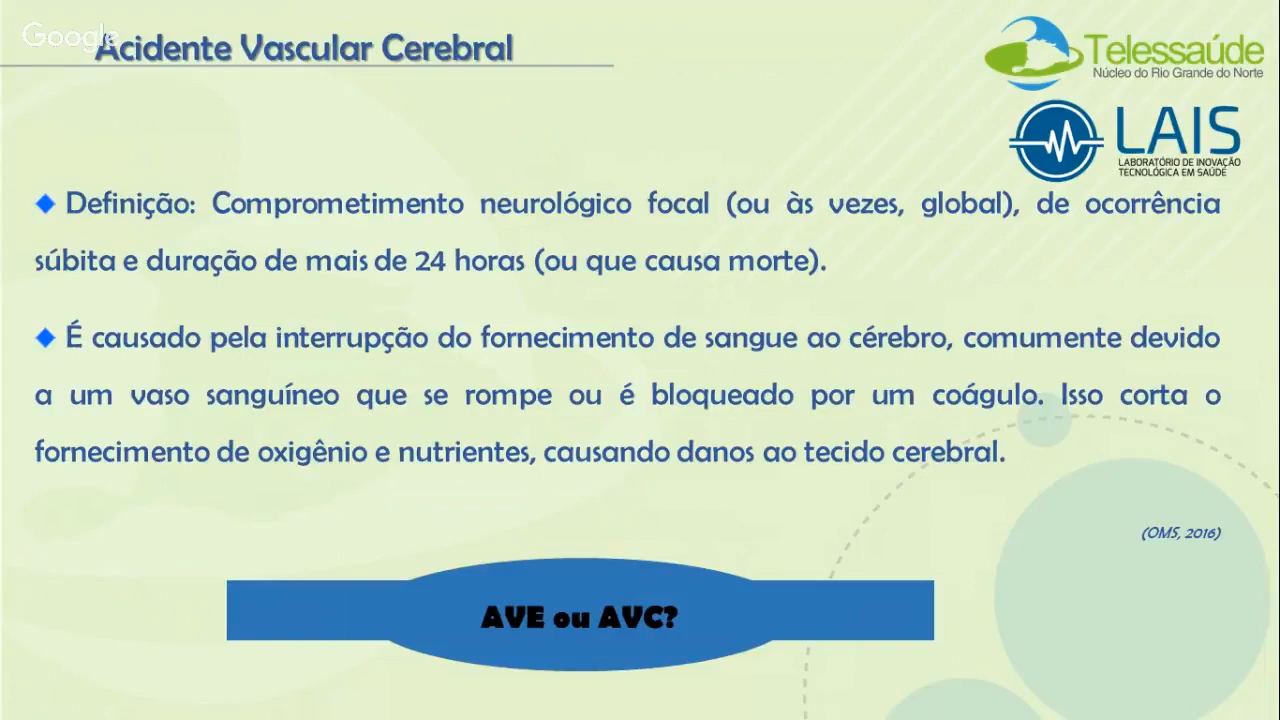 Google
Acidente Vascular Cerebral
Telessaúde
Núcleo do Rio Grande do Norte
LAIS
LABORATÓRIO DE INOVAÇÃO
TECNOLÓGICA EM SAÚDE
Definição: Comprometimento neurológico focal (ou às vezes, global), de ocorrência
súbita e duração de mais de 24 horas (ou que causa morte).
É causado pela interrupção do fornecimento de sangue ao cérebro, comumente devido
a um vaso sanguíneo que se rompe ou é bloqueado por um coágulo. Isso corta o
fornecimento de oxigênio e nutrientes, causando danos ao tecido cerebral.
(OMS, 2016)
AVE ou AVC?